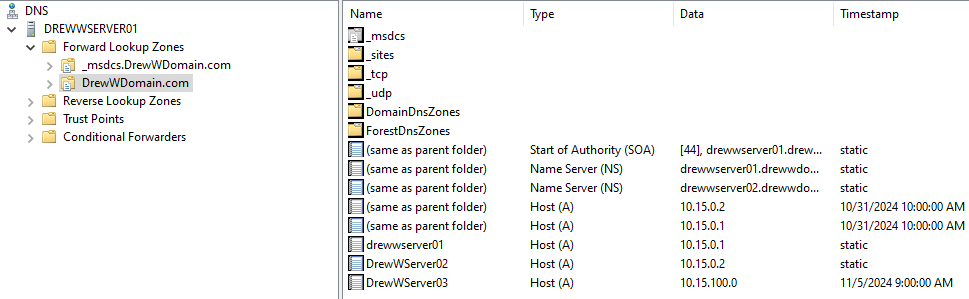 DNS
DREWWSERVER01
Forward Lookup Zones
_msdcs.DrewWDomain.com
DrewWDomain.com
Reverse Lookup Zones
Trust Points
Conditional Forwarders
Name Type Data Timestamp
_msdcs
_sites
_tcp
_udp
DomainDnsZones
ForestDnsZones
(same as parent folder) Start of Authority (SOA) [44], drewwserver01.drew... static
(same as parent folder) Name Server (NS) drewwserver01.drewwdo... static
(same as parent folder) Name Server (NS) drewwserver02.drewwdo... static
(same as parent folder) Host (A) 10.15.0.2 10/31/2024 10:00:00 AM
(same as parent folder) Host (A) 10.15.0.1 10/31/2024 10:00:00 AM
drewwserver01 Host (A) 10.15.0.1 static
DrewWServer02 Host (A) 10.15.0.2 static
DrewWServer03 Host (A) 10.15.100.0 11/5/2024 9:00:00 AM